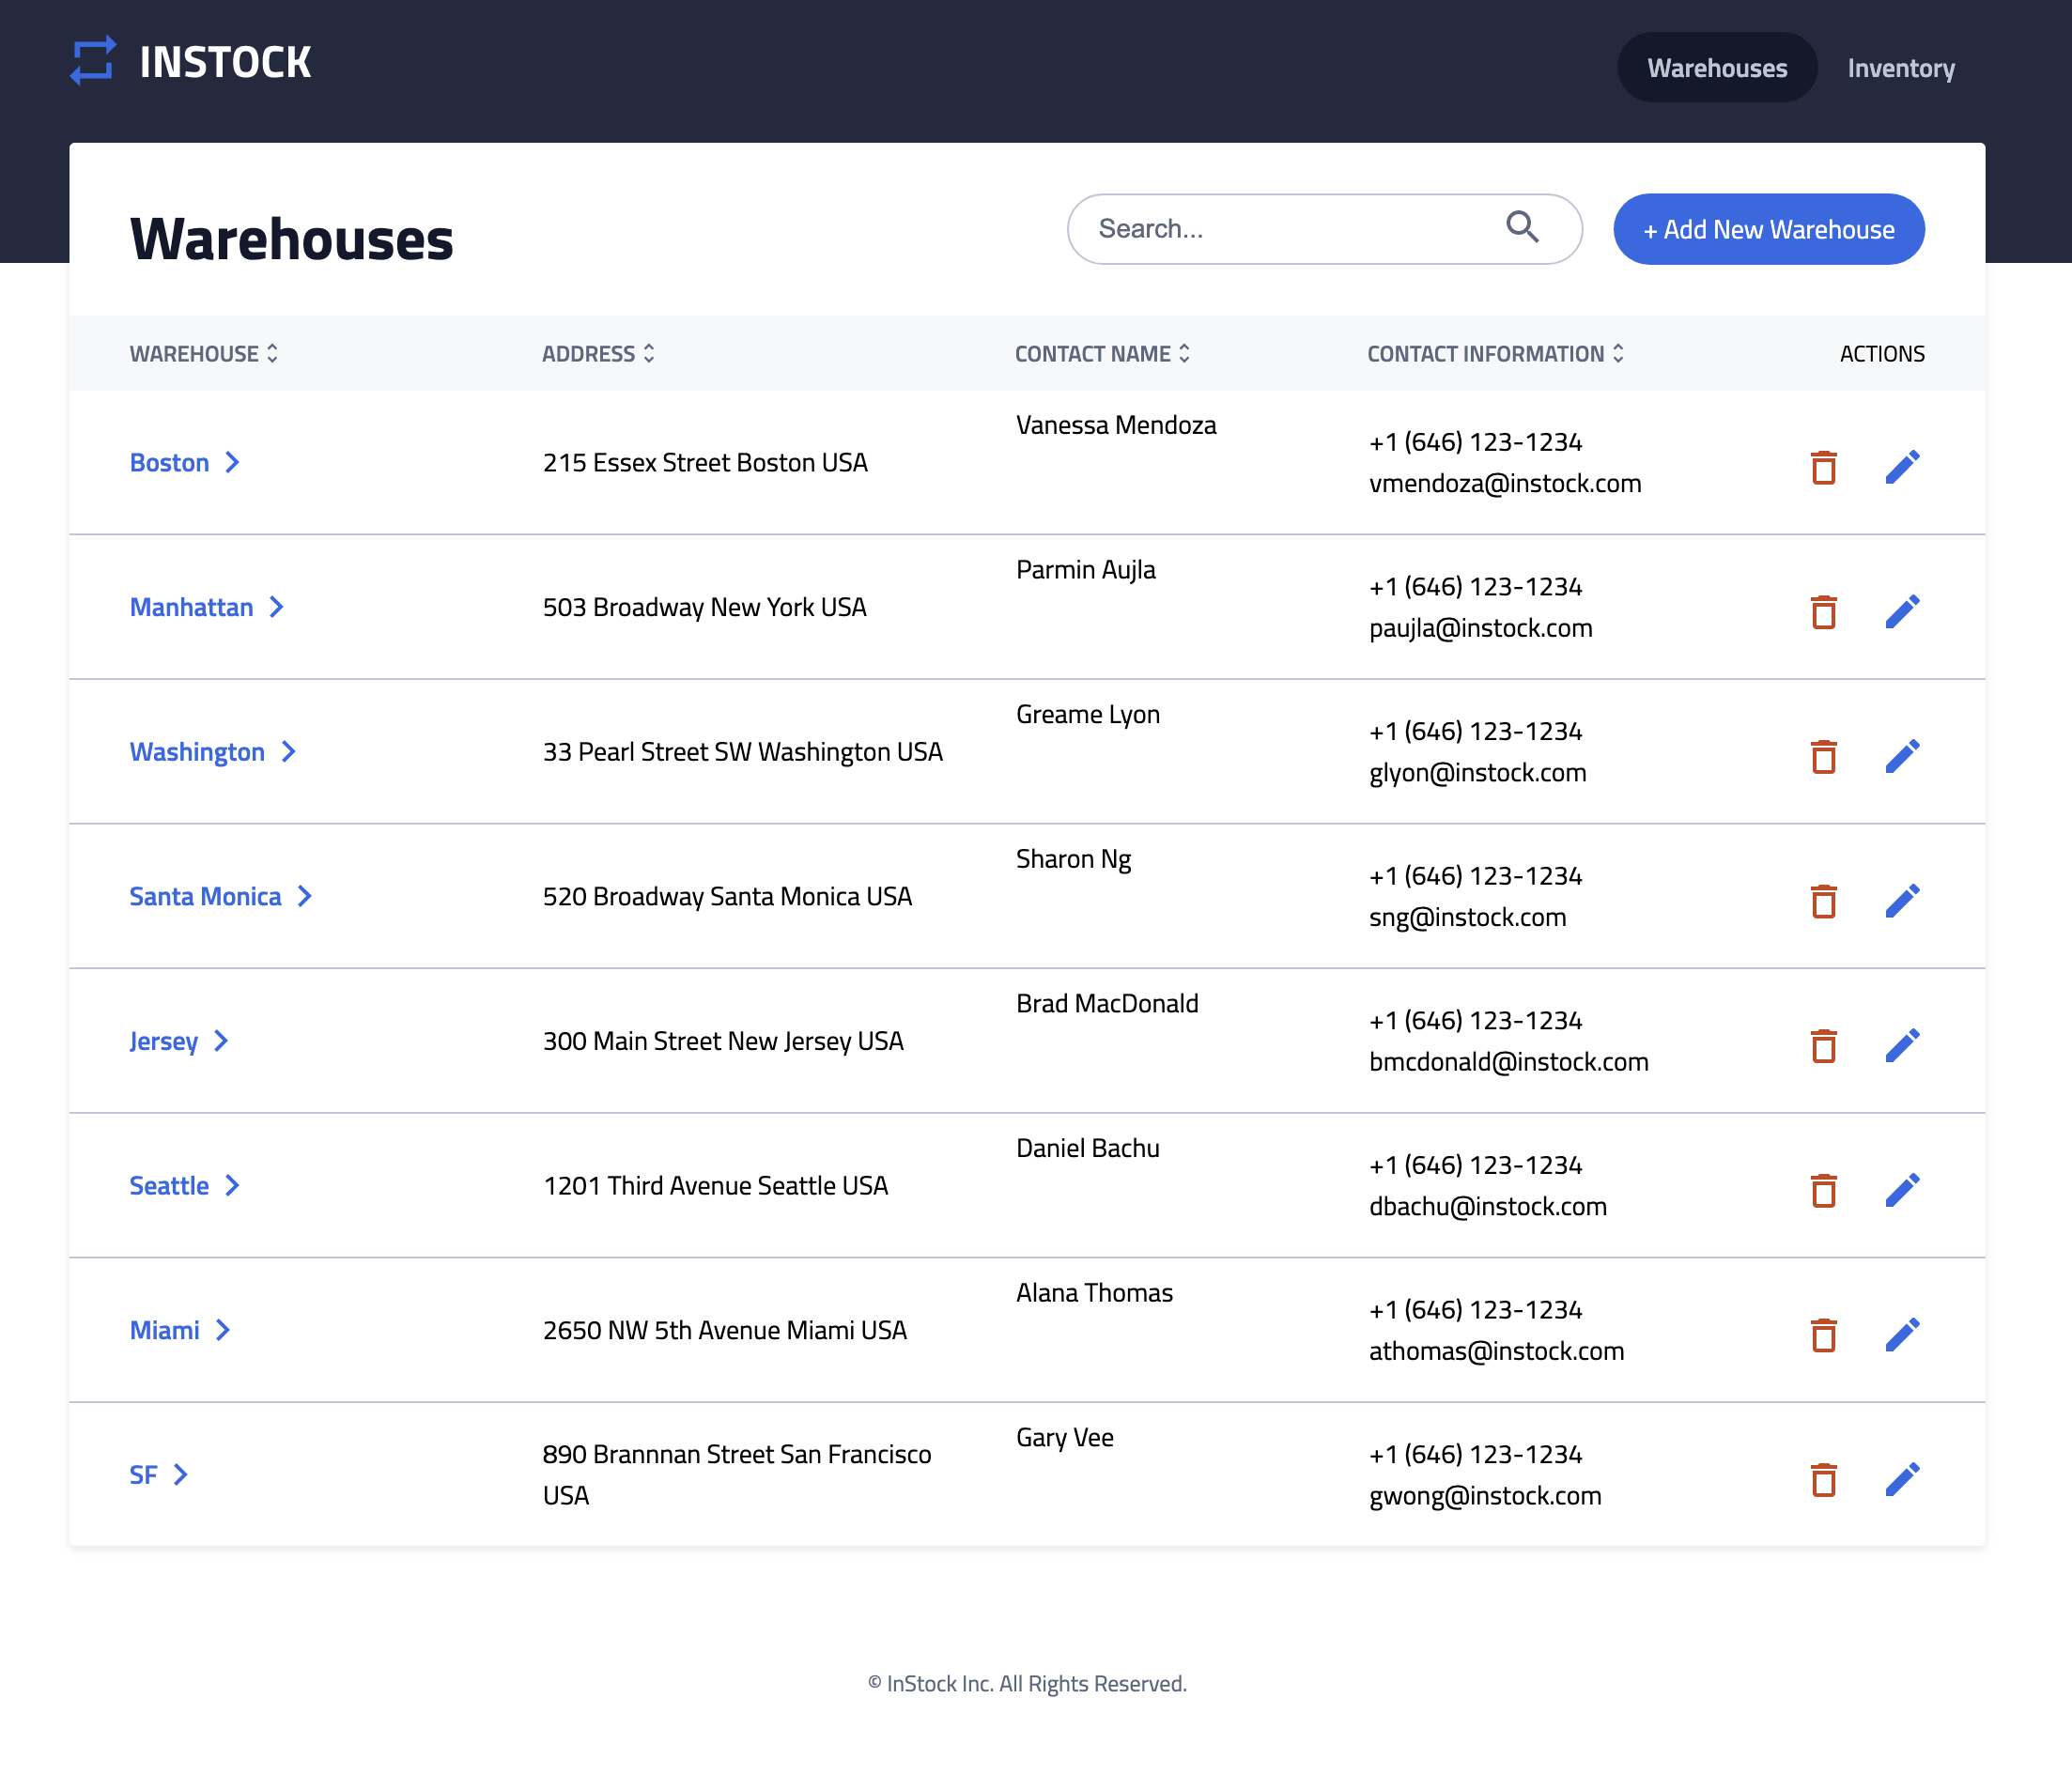 INSTOCK
Warehouses
Inventory
Warehouses
Search...
+ Add New Warehouse
WAREHOUSE
ADDRESS
CONTACT NAME
CONTACT INFORMATION
ACTIONS
Boston
215 Essex Street Boston USA
Vanessa Mendoza
+1 (646) 123-1234
vmendoza@instock.com
Manhattan
503 Broadway New York USA
Parmin Aujla
+1 (646) 123-1234
paujla@instock.com
Washington
33 Pearl Street SW Washington USA
Greame Lyon
+1 (646) 123-1234
glyon@instock.com
Santa Monica
520 Broadway Santa Monica USA
Sharon Ng
+1 (646) 123-1234
sng@instock.com
Jersey
300 Main Street New Jersey USA
Brad MacDonald
+1 (646) 123-1234
bmcdonald@instock.com
Seattle
1201 Third Avenue Seattle USA
Daniel Bachu
+1 (646) 123-1234
dbachu@instock.com
Miami
2650 NW 5th Avenue Miami USA
Alana Thomas
+1 (646) 123-1234
athomas@instock.com
SF
890 Brannnan Street San Francisco
USA
Gary Vee
+1 (646) 123-1234
gwong@instock.com
© InStock Inc. All Rights Reserved.